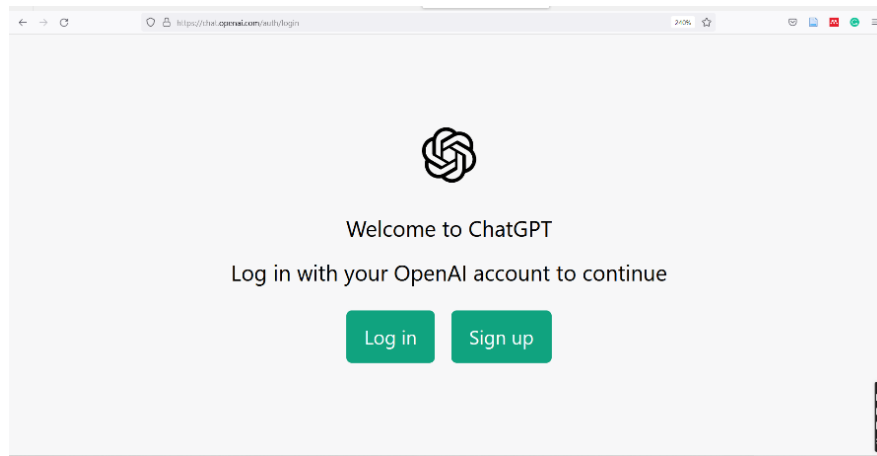 https://chat.openai.com/auth/login 240%
Welcome to ChatGPT
Log in with your OpenAI account to continue
Log in Sign up